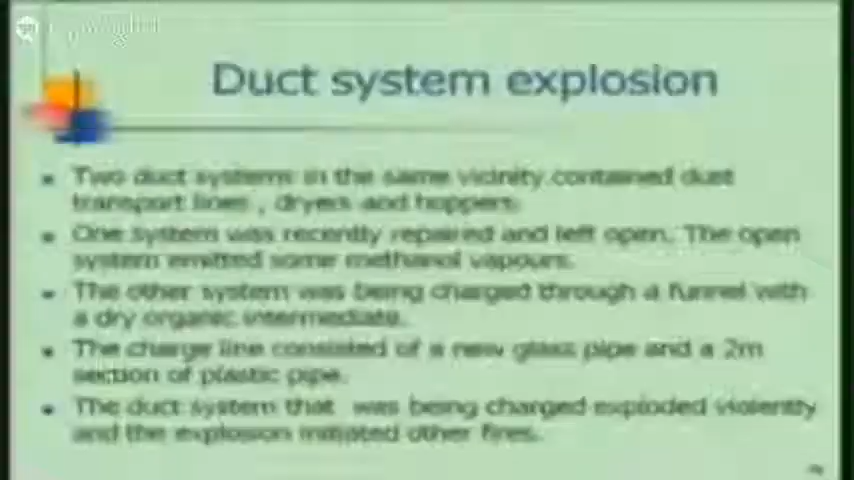 Duct system explosion
Two duct systems in the same vicinity contained dust
transport lines , dryers and hoppers.
One system was recently repaired and left open. The open
system emitted some methanol vapours.
The other system was being charged through a funnel with
a dry organic intermediate.
The charge line consisted of a new glass pipe and a 2m
section of plastic pipe.
The duct system that was being charged exploded violently
and the explosion initiated other fires.